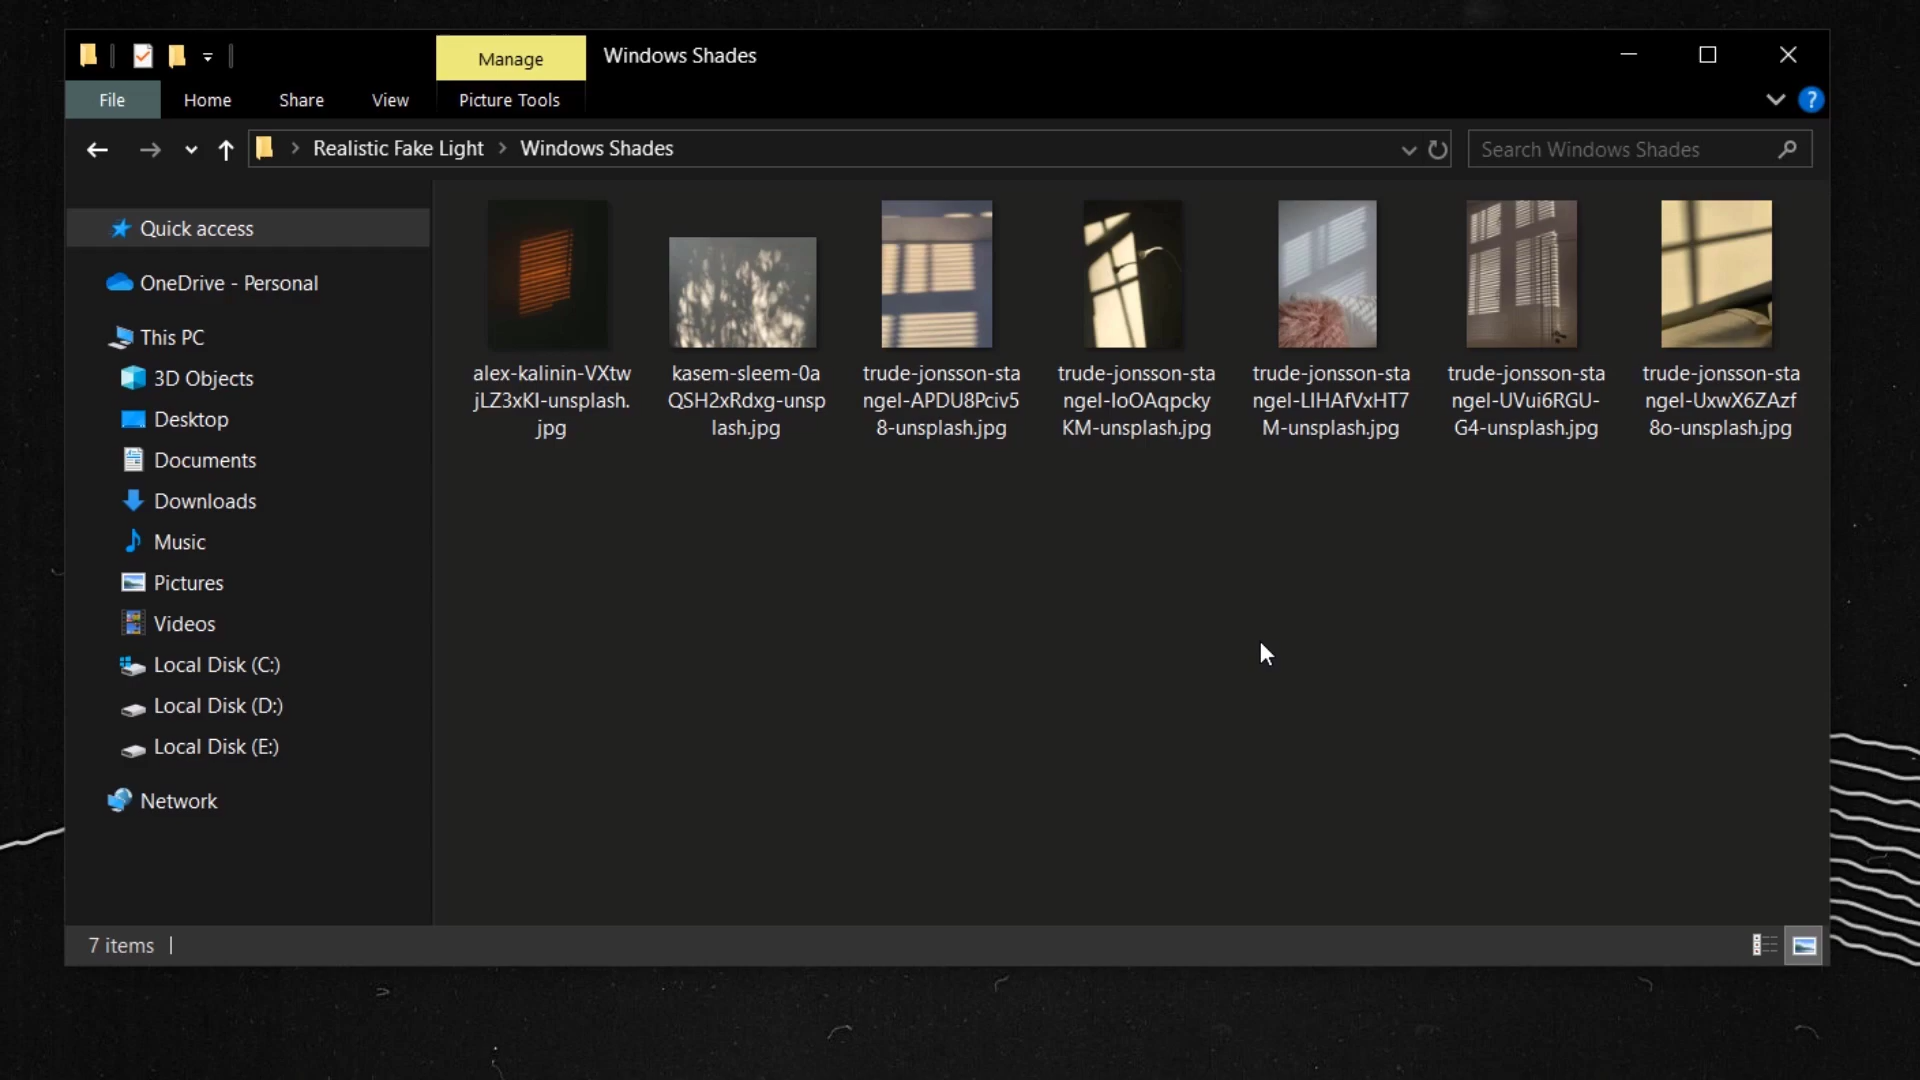 Manage
Windows Shades
File
Home
Share
View
Picture Tools
?
Realistic Fake Light > Windows Shades
Search Windows Shades
Quick access
OneDrive - Personal
This PC
3D Objects
Desktop
Documents
Downloads
Music
Pictures
Videos
Local Disk (C:)
Local Disk (D:)
Local Disk (E:)
Network
alex-kalinin-VXtw
jLZ3xKI-unsplash.
jpg
kasem-sleem-0a
QSH2xRdxg-unsp
lash.jpg
trude-jonsson-sta
ngel-APDU8Pciv5
8-unsplash.jpg
trude-jonsson-sta
ngel-IoOAqpcky
KM-unsplash.jpg
trude-jonsson-sta
ngel-LIHAfVxHT7
M-unsplash.jpg
trude-jonsson-sta
ngel-UVui6RGU-
G4-unsplash.jpg
trude-jonsson-sta
ngel-UxwX6ZAzf
8o-unsplash.jpg
7 items